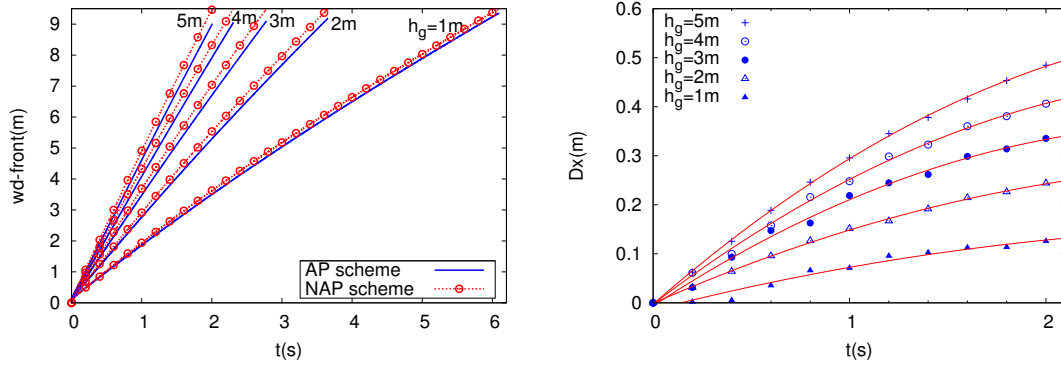 9
8
7
6
5
4
3
2
1
0
wd-front(m)
5m 4m 3m 2m h_g=1m
AP scheme
NAP scheme
0 1 2 3 4 5 6
t(s)
0.6
0.5
0.4
0.3
0.2
0.1
0
Dx(m)
h_g=5m
h_g=4m
h_g=3m
h_g=2m
h_g=1m
0 1 2
t(s)